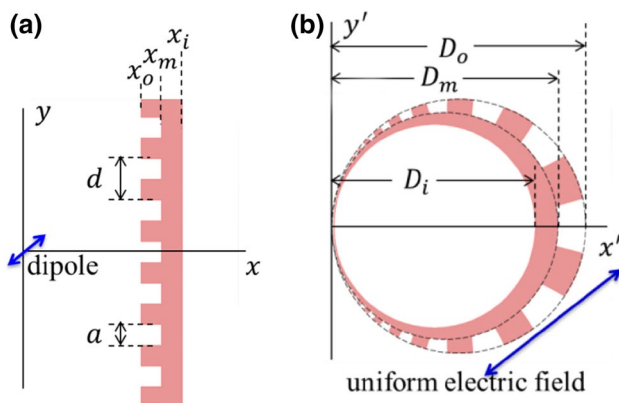 (a)
x_o x_m x_i
y
d
dipole
x
a
(b)
y'
D_o
D_m
D_i
x'
uniform electric field